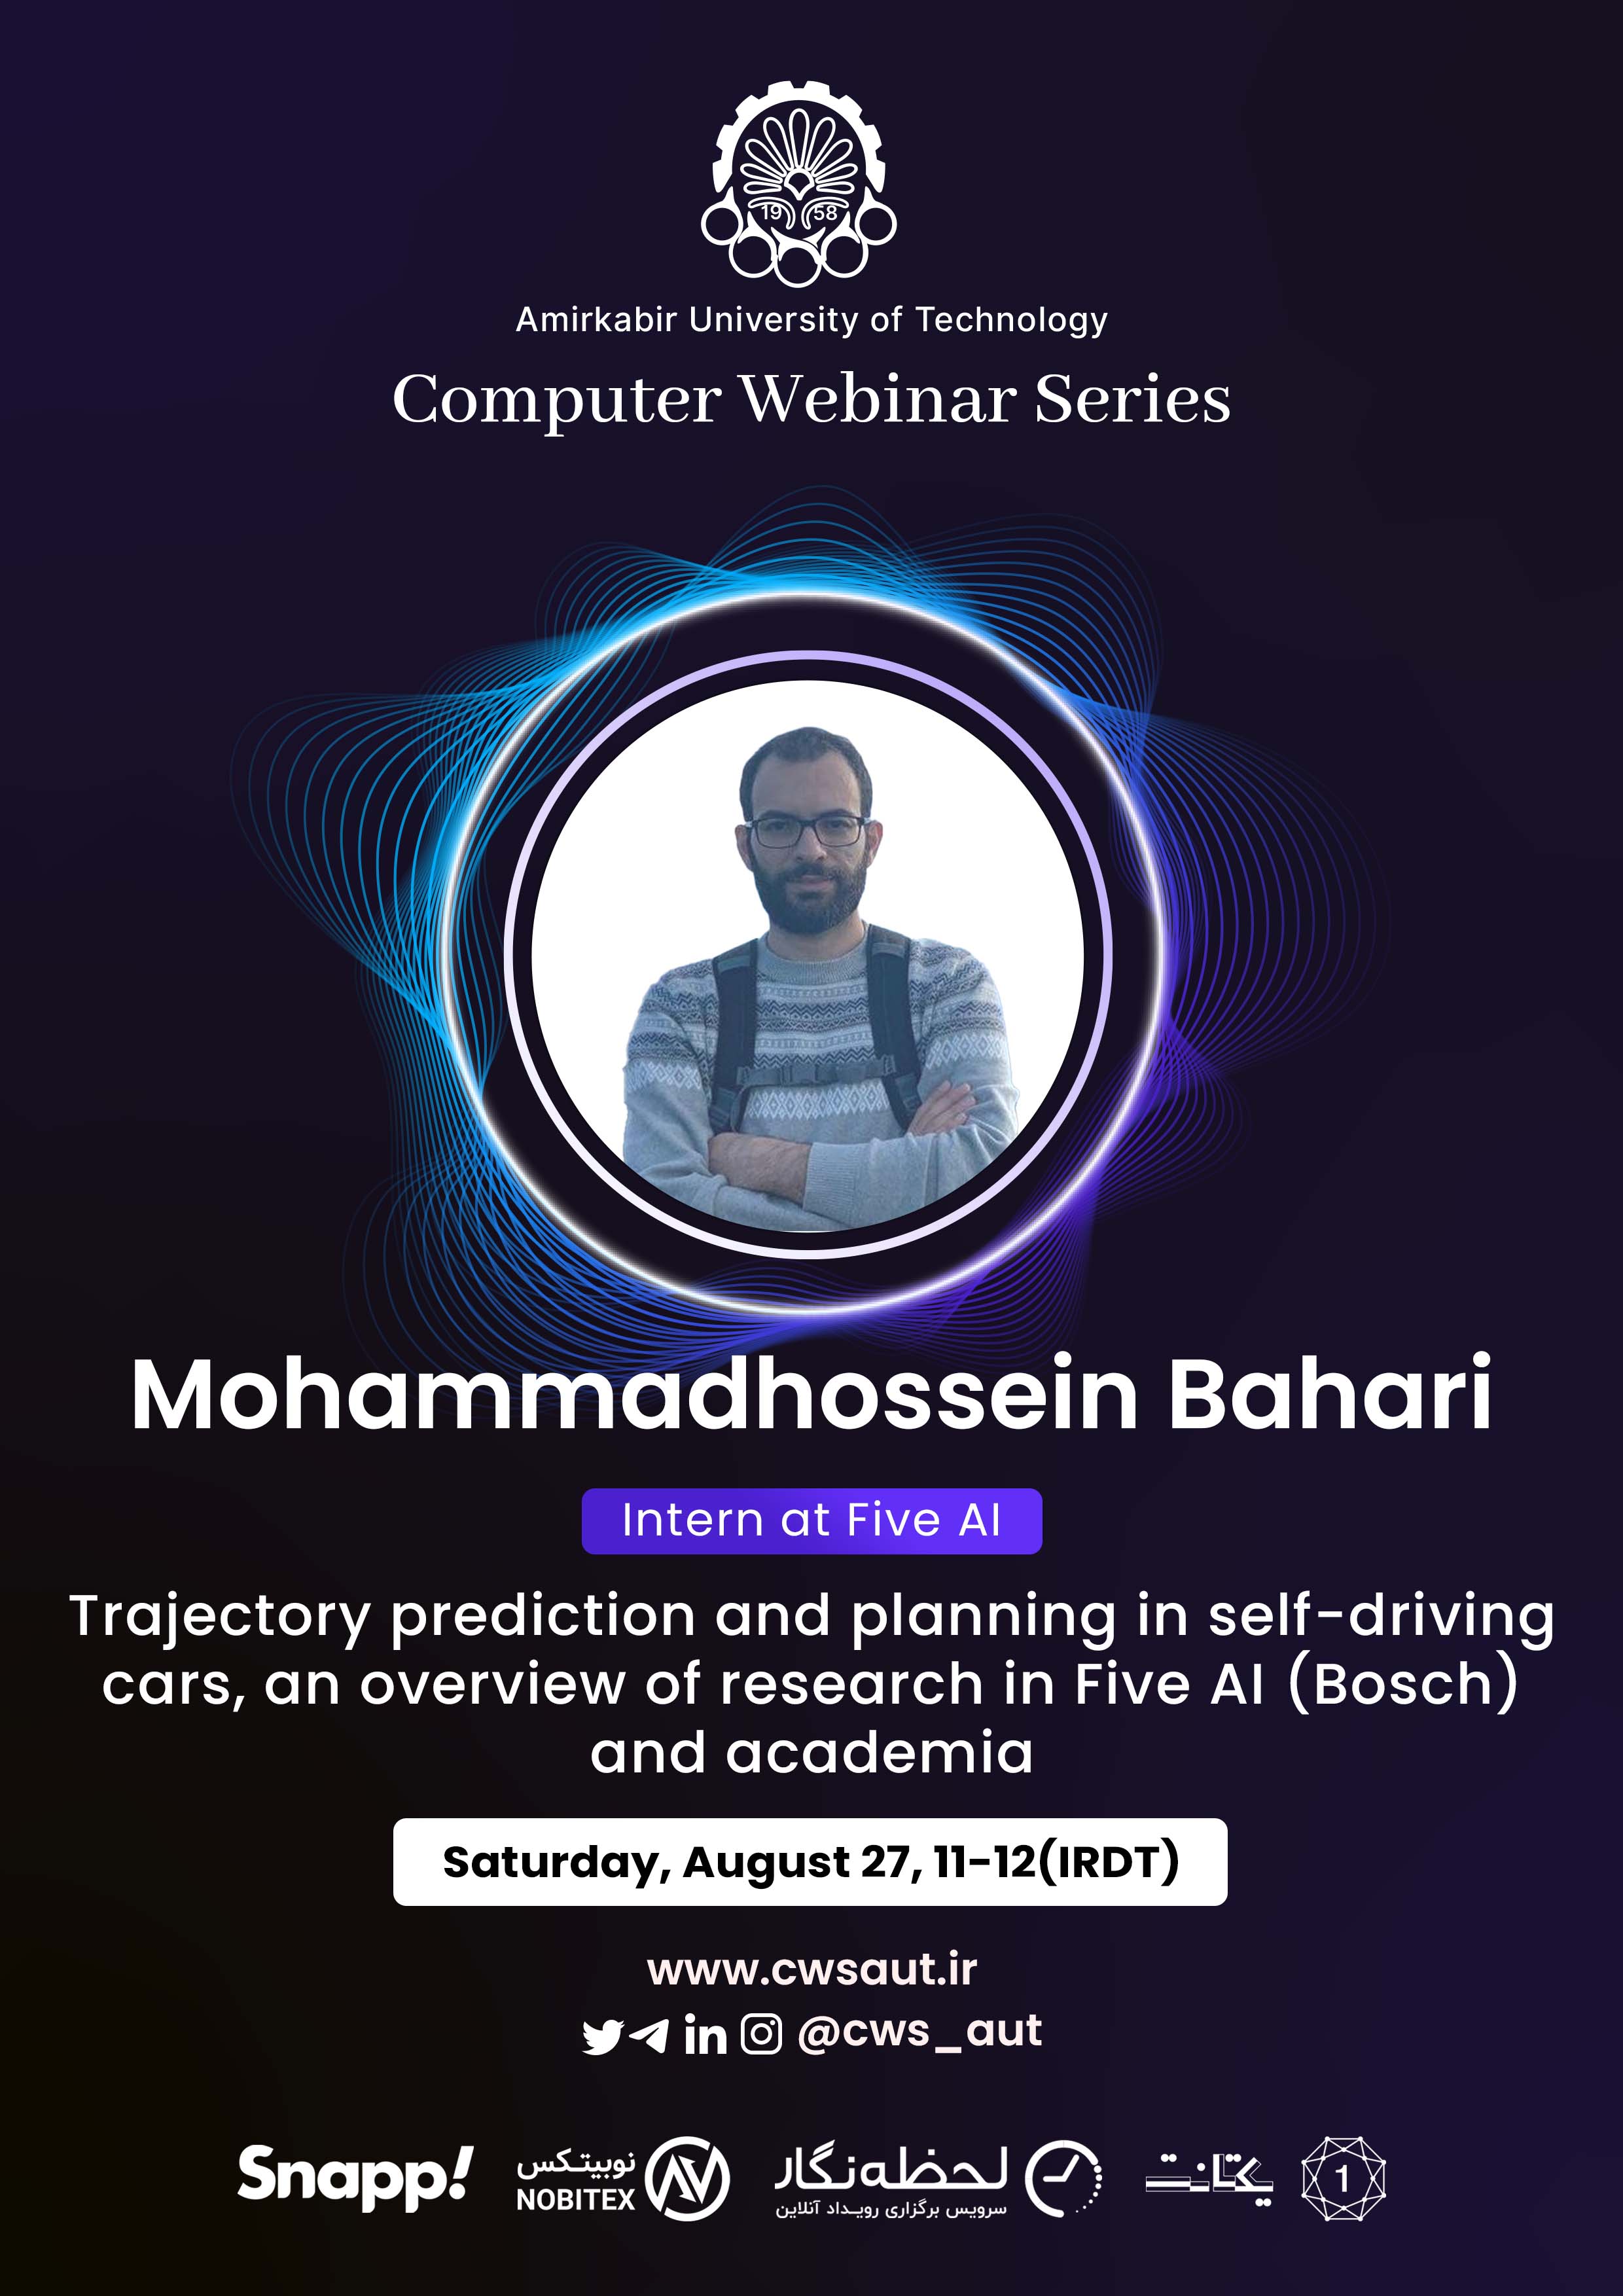 19 58
Amirkabir University of Technology
Computer Webinar Series
Mohammadhossein Bahari
Intern at Five AI
Trajectory prediction and planning in self-driving
cars, an overview of research in Five AI (Bosch)
and academia
Saturday, August 27, 11-12(IRDT)
www.cwsaut.ir
in @cws_aut
Snapp!
نوبیتکس
NOBITEX
لحظه‌نگار
سرویس برگزاری رویداد آنلاین
یکتانت
1